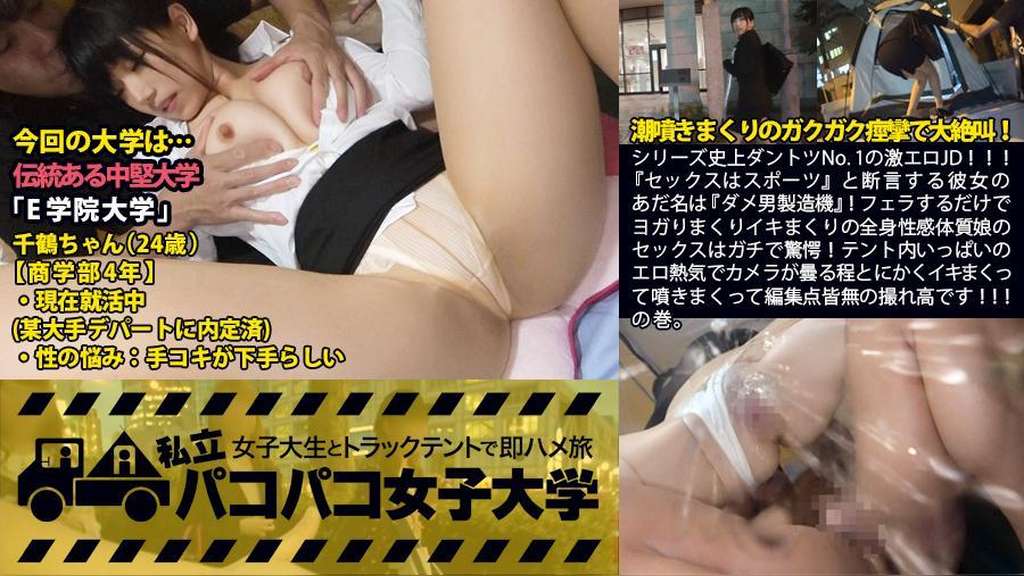 今回の大学は…
伝統ある中堅大学
「E学院大学」
千鶴ちゃん(24歳)
【商学部4年】
・現在就活中
(某大手デパートに内定済)
・性の悩み：手コキが下手らしい
潮噴きまくりのガクガク痙攣で大絶叫！
シリーズ史上ダントツNo.1の激エロJD！！！
『セックスはスポーツ』と断言する彼女の
あだ名は『ダメ男製造機』！フェラするだけで
ヨガりまくりイキまくりの全身性感体質娘の
セックスはガチで驚愕！テント内いっぱいの
エロ熱気でカメラが曇る程とにかくイキまくっ
て噴きまくって編集点皆無の撮れ高です！！！
の巻。
私立
女子大生とトラックテントで即ハメ旅
パコパコ女子大学